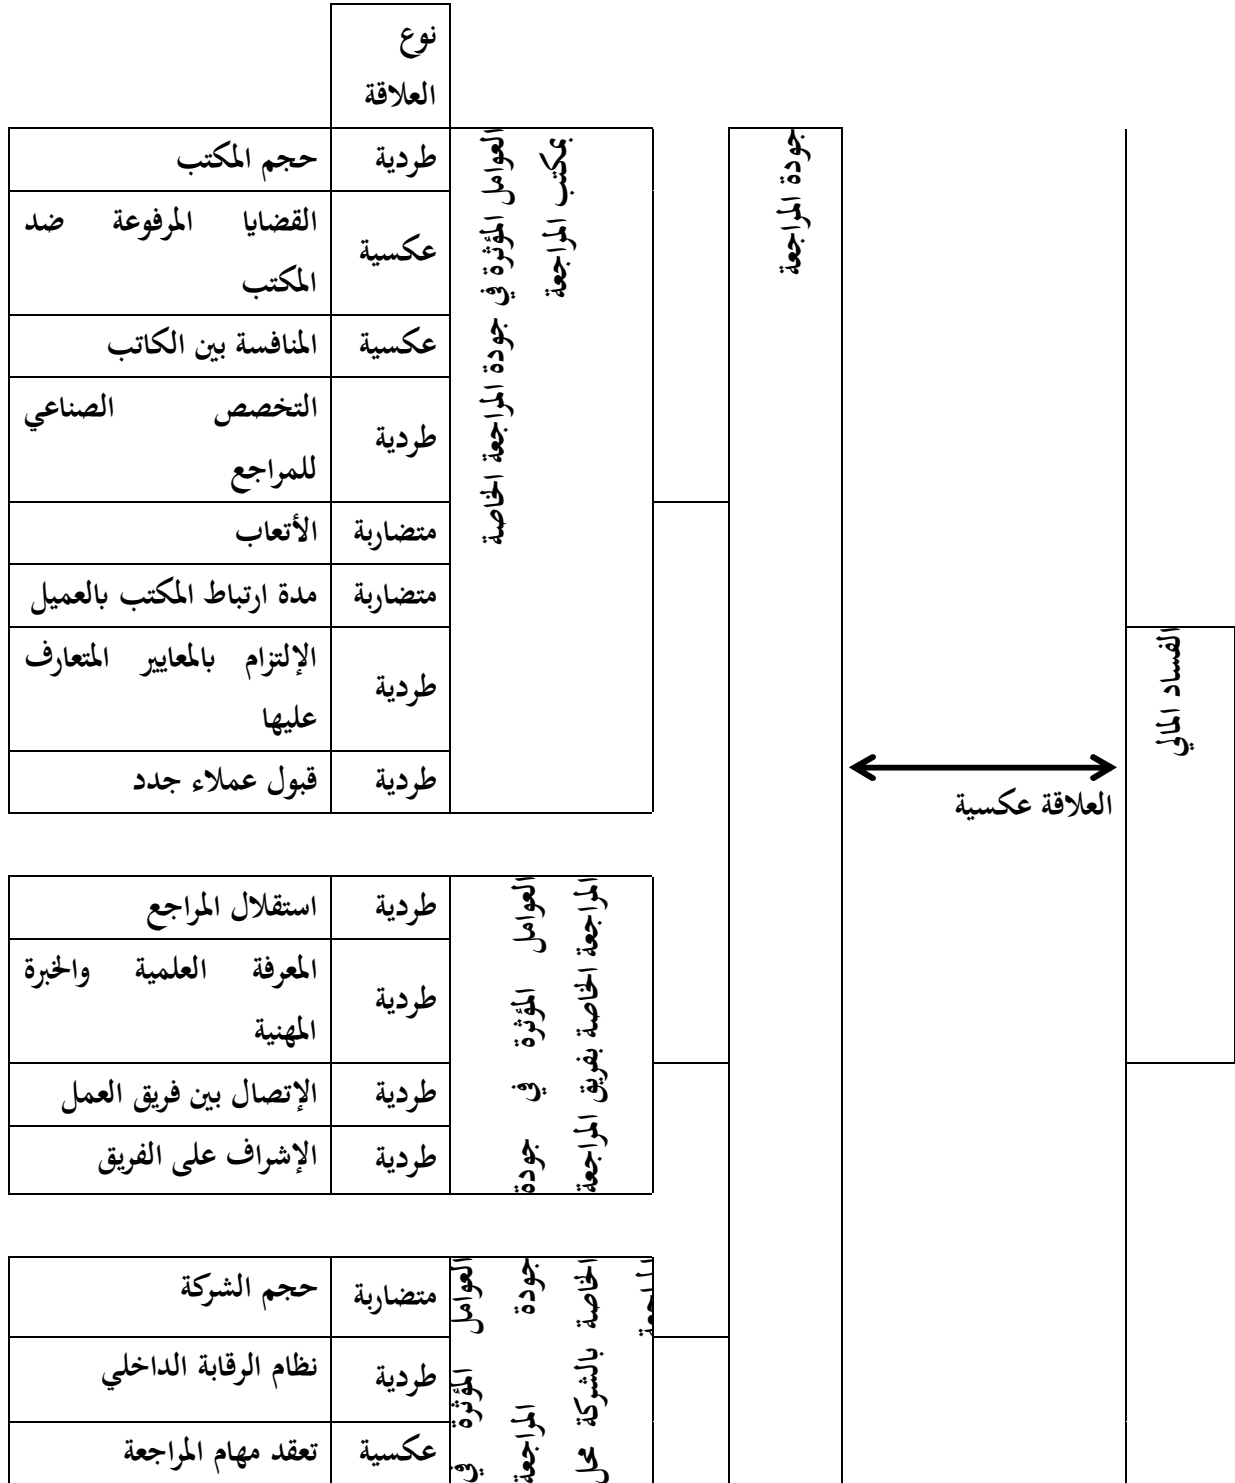 نوع
العلاقة
الفساد المالي
العلاقة عكسية
جودة المراجعة
العوامل المؤثرة في جودة المراجعة الخاصة
بمكتب المراجعة
طردية
حجم المكتب
عكسية
القضايا المرفوعة ضد
المكتب
عكسية
المنافسة بين الكاتب
طردية
التخصص الصناعي
للمراجع
متضاربة
الأتعاب
متضاربة
مدة ارتباط المكتب بالعميل
طردية
الإلتزام بالمعايير المتعارف
عليها
طردية
قبول عملاء جدد
العوامل المؤثرة في جودة
المراجعة الخاصة بفريق المراجعة
طردية
استقلال المراجع
طردية
المعرفة العلمية والخبرة
المهنية
طردية
الإتصال بين فريق العمل
طردية
الإشراف على الفريق
العوامل المؤثرة في
جودة المراجعة
الخاصة بالشركة محل
المراجعة
متضاربة
حجم الشركة
طردية
نظام الرقابة الداخلي
عكسية
تعقد مهام المراجعة